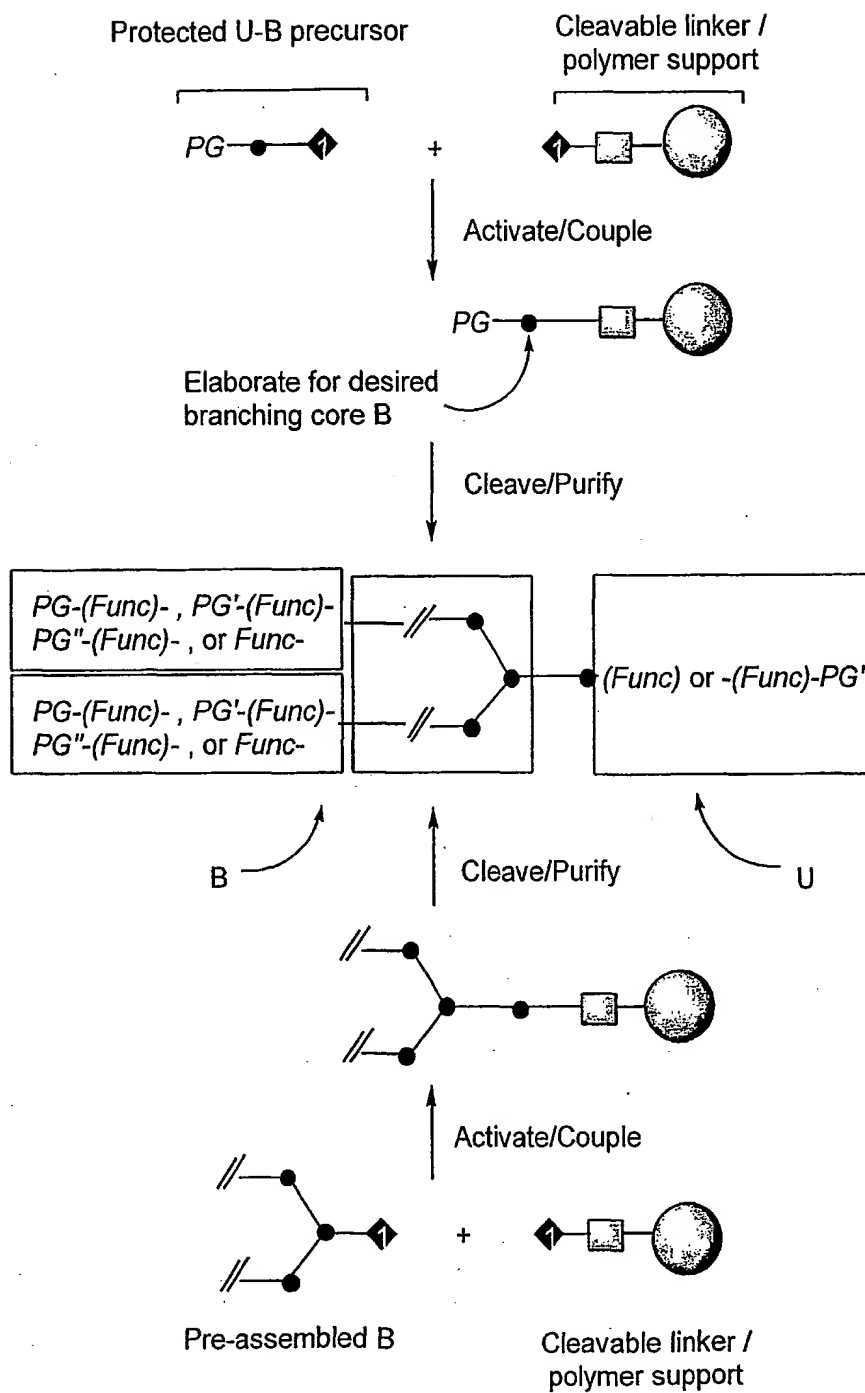 Protected U-B precursor
Cleavable linker /
polymer support
PG
1
+
1
Activate/Couple
PG
Elaborate for desired
branching core B
Cleave/Purify
PG-(Func)- , PG'-(Func)-
PG"-(Func)- , or Func-
(Func) or -(Func)-PG'
PG-(Func)- , PG'-(Func)-
PG"-(Func)- , or Func-
B
Cleave/Purify
U
Activate/Couple
1
+
1
Pre-assembled B
Cleavable linker /
polymer support